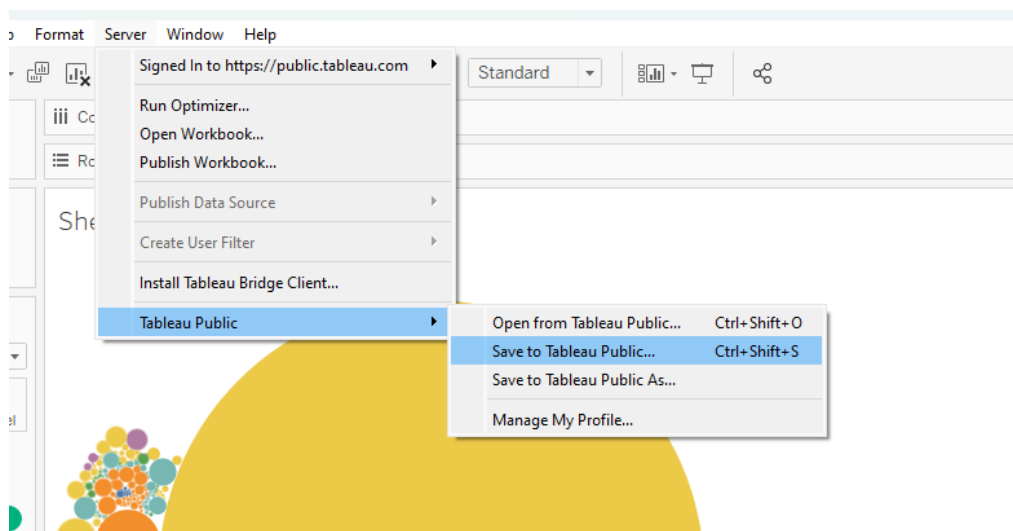 Format Server Window Help
Signed In to https://public.tableau.com
Standard
Run Optimizer...
Open Workbook...
Publish Workbook...
Publish Data Source
Create User Filter
Install Tableau Bridge Client...
Tableau Public
Open from Tableau Public... Ctrl+Shift+O
Save to Tableau Public... Ctrl+Shift+S
Save to Tableau Public As...
Manage My Profile...